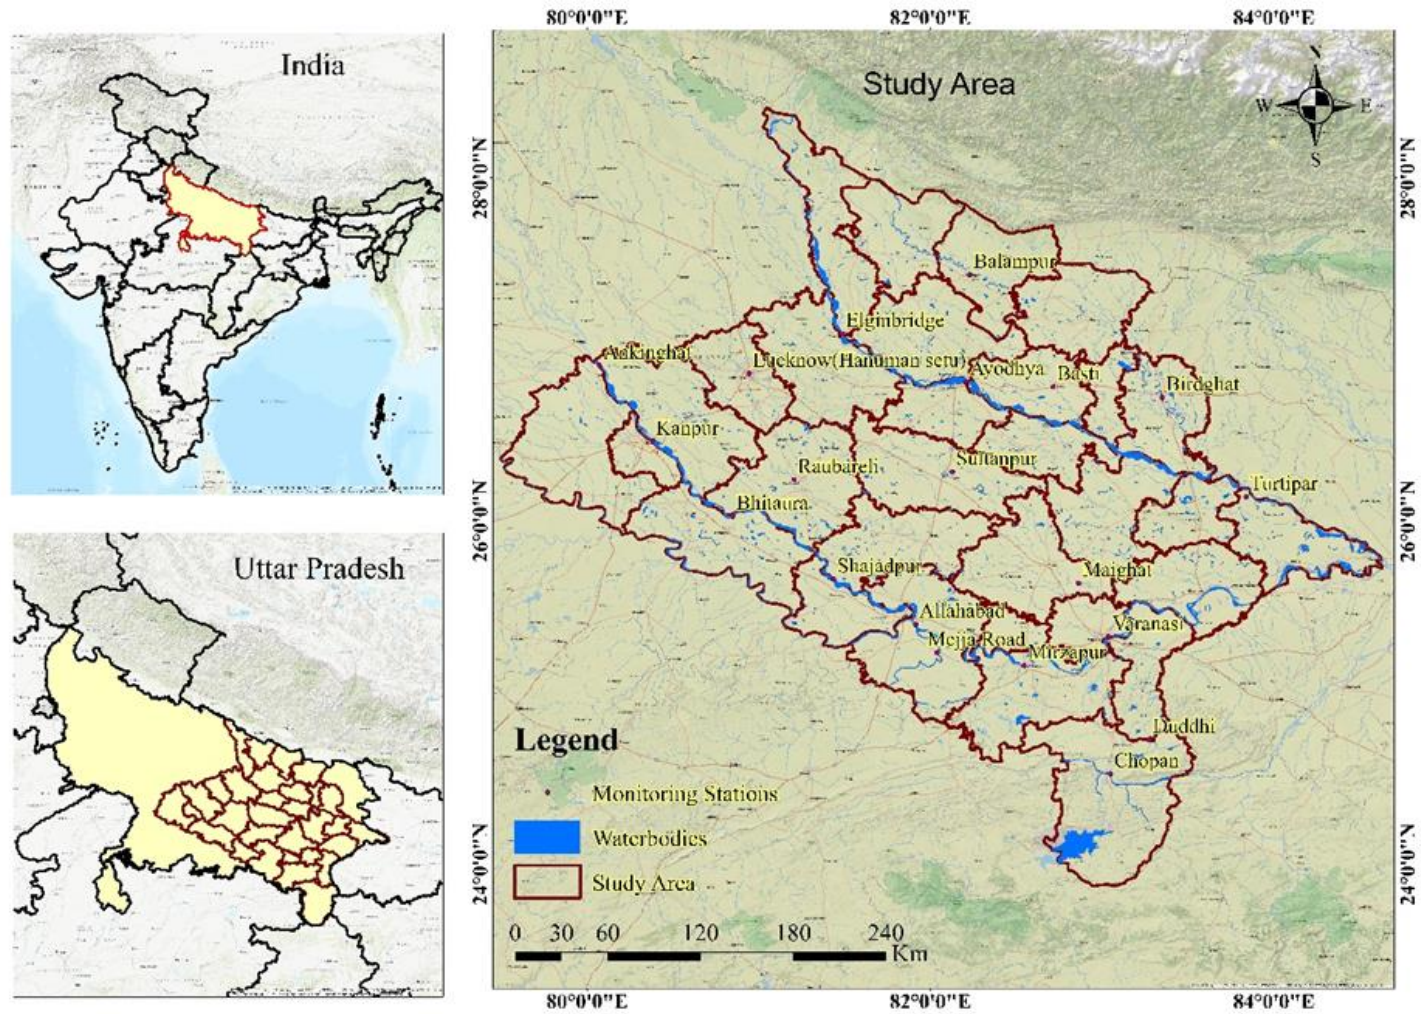 India
Uttar Pradesh
80°0'0"E 82°0'0"E 84°0'0"E
Study Area
N
W E
S
28°0'0"N 28°0'0"N
Balampur
Elginbridge
Ankinghat
Lucknow(Hanuman setu)
Ayodhya
Basti
Birdghat
Kanpur
Raubareli
Sultanpur
Turtipar
Bhitaura
26°0'0"N 26°0'0"N
Shajadpur
Maighat
Allahabad
Varanasi
Mejja Road
Mirzapur
Duddhi
Chopan
Legend
Monitoring Stations
Waterbodies
Study Area
24°0'0"N 24°0'0"N
0 30 60 120 180 240
Km
80°0'0"E 82°0'0"E 84°0'0"E